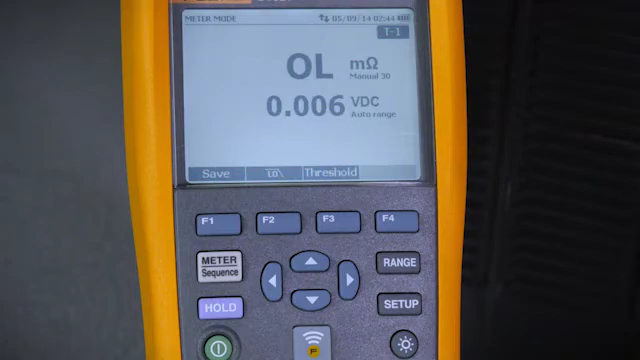 METER MODE 05/09/14 02:44
T-1
OL mΩ
Manual 30
0.006 VDC
Auto range
Save LO Threshold
F1 F2 F3 F4
METER
Sequence
RANGE
HOLD
SETUP
F